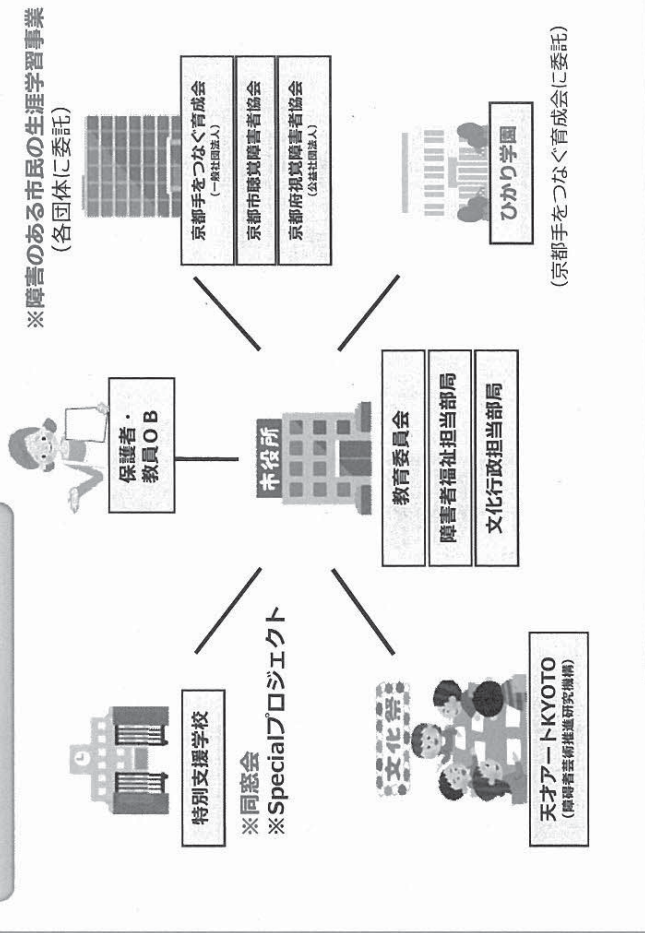 ※障害のある市民の生涯学習事業
(各団体に委託)
保護者・
教員OB
特別支援学校
※同窓会
※Specialプロジェクト
市役所
教育委員会
障害者福祉担当部局
文化行政担当部局
京都手をつなぐ育成会
(一般社団法人)
京都市聴覚障害者協会
京都府視覚障害者協会
(公益社団法人)
文化祭
天才アートKYOTO
(障碍者芸術推進研究機構)
ひかり学園
(京都手をつなぐ育成会に委託)